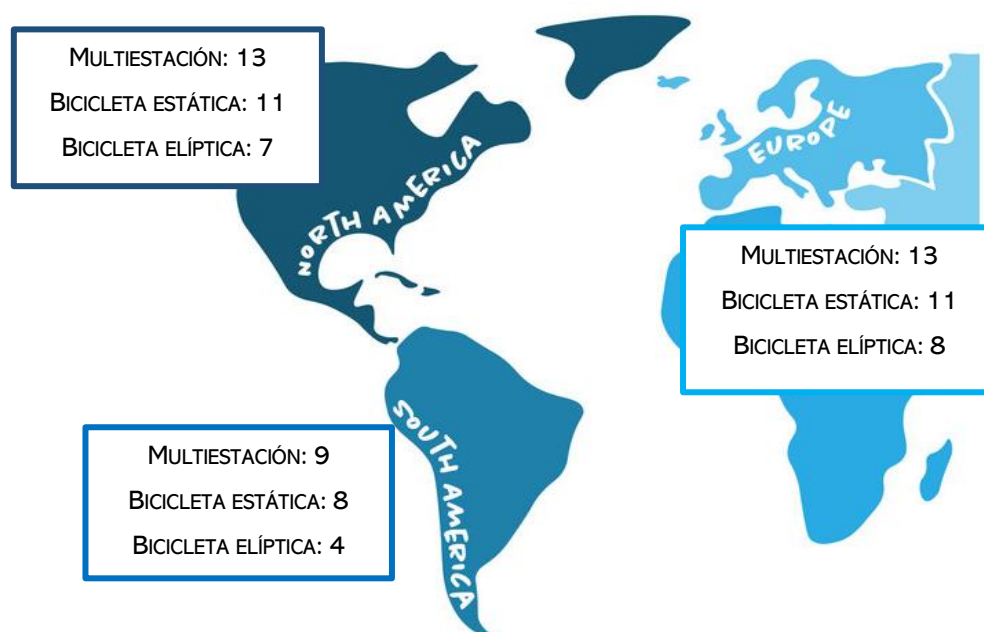 MULTIESTACIÓN: 13
BICICLETA ESTÁTICA: 11
BICICLETA ELÍPTICA: 7
NORTH AMERICA
EUROPE
MULTIESTACIÓN: 13
BICICLETA ESTÁTICA: 11
BICICLETA ELÍPTICA: 8
SOUTH AMERICA
MULTIESTACIÓN: 9
BICICLETA ESTÁTICA: 8
BICICLETA ELÍPTICA: 4